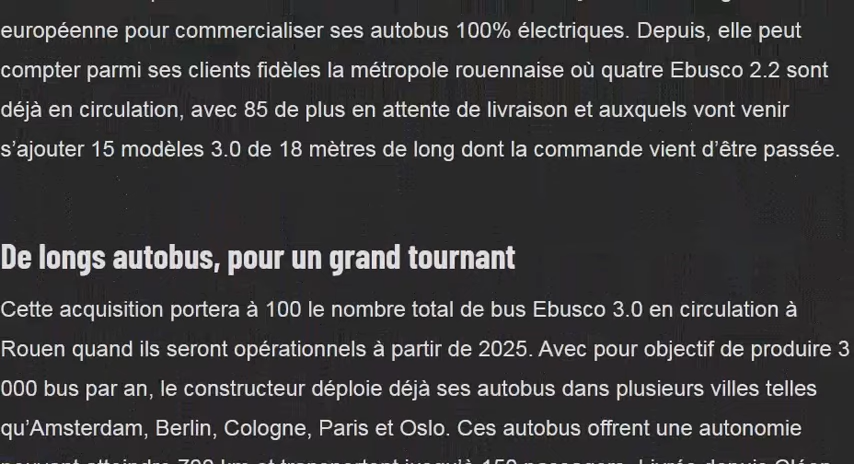 européenne pour commercialiser ses autobus 100% électriques. Depuis, elle peut
compter parmi ses clients fidèles la métropole rouennaise où quatre Ebusco 2.2 sont
déjà en circulation, avec 85 de plus en attente de livraison et auxquels vont venir
s’ajouter 15 modèles 3.0 de 18 mètres de long dont la commande vient d’être passée.
De longs autobus, pour un grand tournant
Cette acquisition portera à 100 le nombre total de bus Ebusco 3.0 en circulation à
Rouen quand ils seront opérationnels à partir de 2025. Avec pour objectif de produire 3
000 bus par an, le constructeur déploie déjà ses autobus dans plusieurs villes telles
qu’Amsterdam, Berlin, Cologne, Paris et Oslo. Ces autobus offrent une autonomie